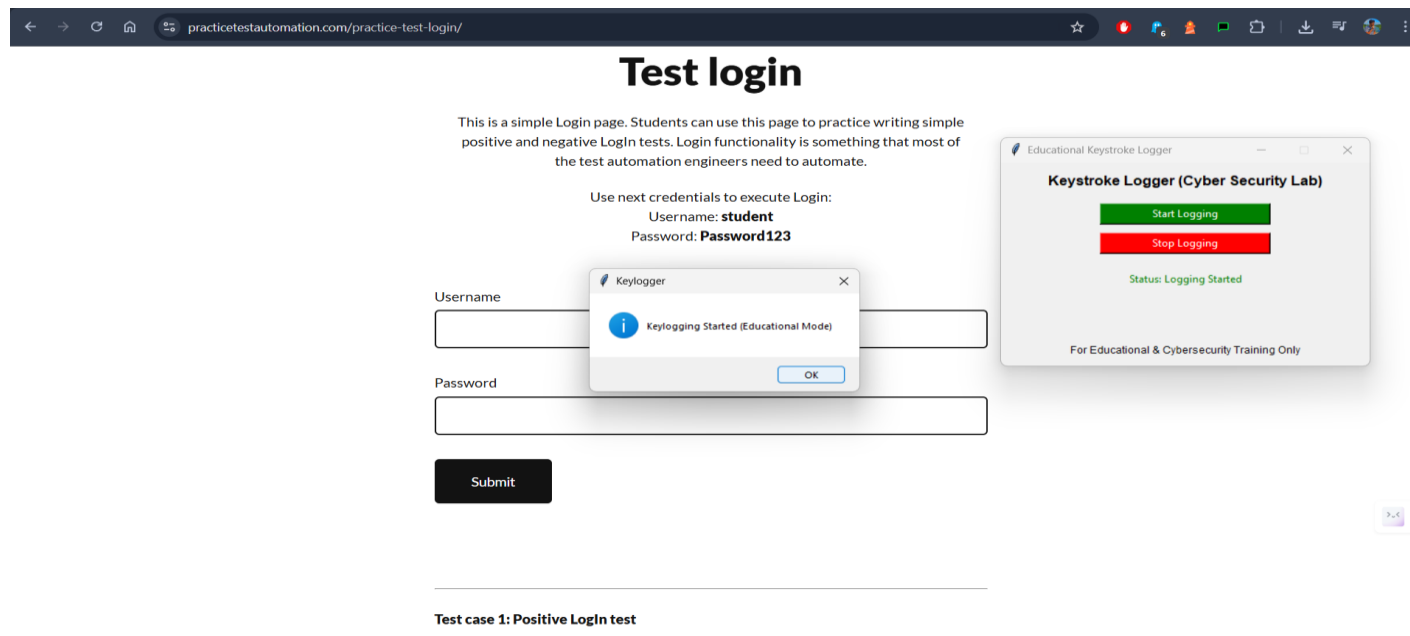 practicetestautomation.com/practice-test-login/
6
Test login
This is a simple Login page. Students can use this page to practice writing simple
positive and negative LogIn tests. Login functionality is something that most of
the test automation engineers need to automate.
Use next credentials to execute Login:
Username: student
Password: Password123
Username
Password
Submit
Test case 1: Positive LogIn test
Keylogger
Keylogging Started (Educational Mode)
OK
Educational Keystroke Logger
Keystroke Logger (Cyber Security Lab)
Start Logging
Stop Logging
Status: Logging Started
For Educational & Cybersecurity Training Only